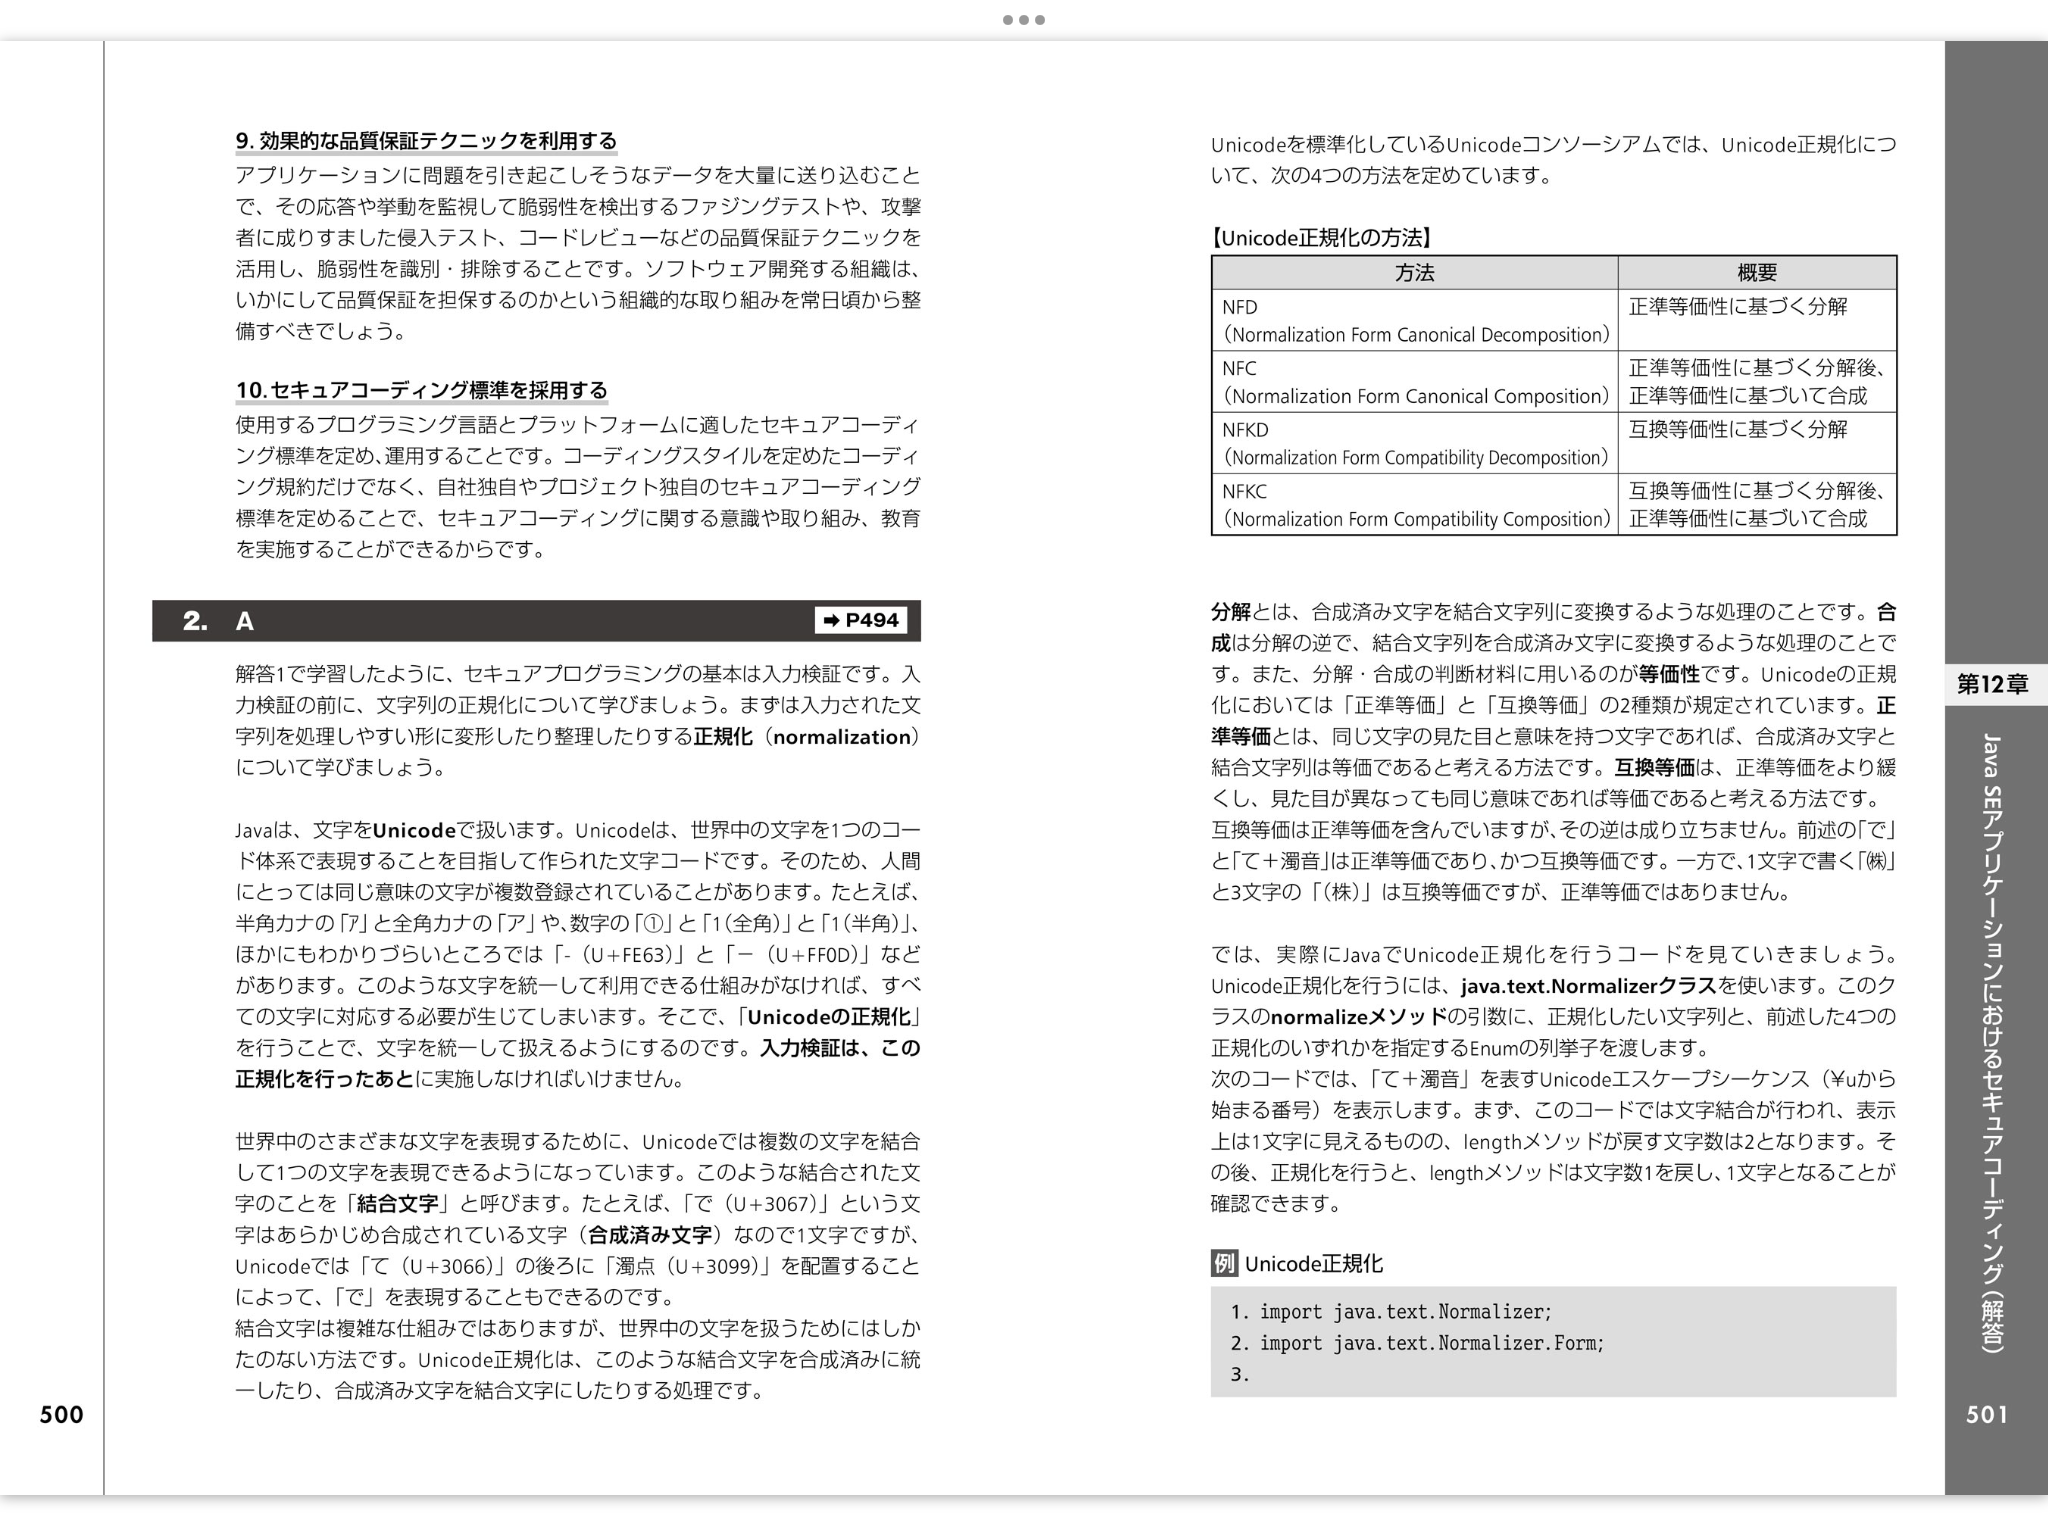 9. 効果的な品質保証テクニックを利用する
アプリケーションに問題を引き起こしそうなデータを大量に送り込むこと
で、その応答や挙動を監視して脆弱性を検出するファジングテストや、攻撃
者に成りすました侵入テスト、コードレビューなどの品質保証テクニックを
活用し、脆弱性を識別・排除することです。ソフトウェア開発する組織は、
いかにして品質保証を担保するのかという組織的な取り組みを常日頃から整
備すべきでしょう。
10. セキュアコーディング標準を採用する
使用するプログラミング言語とプラットフォームに適したセキュアコーディ
ング標準を定め、運用することです。コーディングスタイルを定めたコーディ
ング規約だけでなく、自社独自やプロジェクト独自のセキュアコーディング
標準を定めることで、セキュアコーディングに関する意識や取り組み、教育
を実施することができるからです。
2. A ➡ P494
解答1で学習したように、セキュアプログラミングの基本は入力検証です。入
力検証の前に、文字列の正規化について学びましょう。まずは入力された文
字列を処理しやすい形に変形したり整理したりする正規化（normalization）
について学びましょう。
Javaは、文字をUnicodeで扱います。Unicodeは、世界中の文字を1つのコー
ド体系で表現することを目指して作られた文字コードです。そのため、人間
にとっては同じ意味の文字が複数登録されていることがあります。たとえば、
半角カナの「ｱ」と全角カナの「ア」や、数字の「①」と「1（全角）」と「1（半角）」、
ほかにもわかりづらいところでは「-（U+FE63）」と「－（U+FF0D）」など
があります。このような文字を統一して利用できる仕組みがなければ、すべ
ての文字に対応する必要が生じてしまいます。そこで、「Unicodeの正規化」
を行うことで、文字を統一して扱えるようにするのです。入力検証は、この
正規化を行ったあとに実施しなければいけません。
世界中のさまざまな文字を表現するために、Unicodeでは複数の文字を結合
して1つの文字を表現できるようになっています。このような結合された文
字のことを「結合文字」と呼びます。たとえば、「で（U+3067）」という文
字はあらかじめ合成されている文字（合成済み文字）なので1文字ですが、
Unicodeでは「て（U+3066）」の後ろに「濁点（U+3099）」を配置すること
によって、「で」を表現することもできるのです。
結合文字は複雑な仕組みではありますが、世界中の文字を扱うためにはしか
たのない方法です。Unicode正規化は、このような結合文字を合成済みに統
一したり、合成済み文字を結合文字にしたりする処理です。
500
Unicodeを標準化しているUnicodeコンソーシアムでは、Unicode正規化につ
いて、次の4つの方法を定めています。
【Unicode正規化の方法】
方法 概要
NFD 正準等価性に基づく分解
（Normalization Form Canonical Decomposition）
NFC 正準等価性に基づく分解後、
（Normalization Form Canonical Composition） 正準等価性に基づいて合成
NFKD 互換等価性に基づく分解
（Normalization Form Compatibility Decomposition）
NFKC 互換等価性に基づく分解後、
（Normalization Form Compatibility Composition） 正準等価性に基づいて合成
分解とは、合成済み文字を結合文字列に変換するような処理のことです。合
成は分解の逆で、結合文字列を合成済み文字に変換するような処理のことで
す。また、分解・合成の判断材料に用いるのが等価性です。Unicodeの正規
化においては「正準等価」と「互換等価」の2種類が規定されています。正
準等価とは、同じ文字の見た目と意味を持つ文字であれば、合成済み文字と
結合文字列は等価であると考える方法です。互換等価は、正準等価をより緩
くし、見た目が異なっても同じ意味であれば等価であると考える方法です。
互換等価は正準等価を含んでいますが、その逆は成り立ちません。前述の「で」
と「て＋濁音」は正準等価であり、かつ互換等価です。一方で、1文字で書く「㈱」
と3文字の「（株）」は互換等価ですが、正準等価ではありません。
では、実際にJavaでUnicode正規化を行うコードを見ていきましょう。
Unicode正規化を行うには、java.text.Normalizerクラスを使います。このク
ラスのnormalizeメソッドの引数に、正規化したい文字列と、前述した4つの
正規化のいずれかを指定するEnumの列挙子を渡します。
次のコードでは、「て＋濁音」を表すUnicodeエスケープシーケンス（¥uから
始まる番号）を表示します。まず、このコードでは文字結合が行われ、表示
上は1文字に見えるものの、lengthメソッドが戻す文字数は2となります。そ
の後、正規化を行うと、lengthメソッドは文字数1を戻し、1文字となることが
確認できます。
例 Unicode正規化
1. import java.text.Normalizer;
2. import java.text.Normalizer.Form;
3.
第12章
Java SEアプリケーションにおけるセキュアコーディング（解答）
501